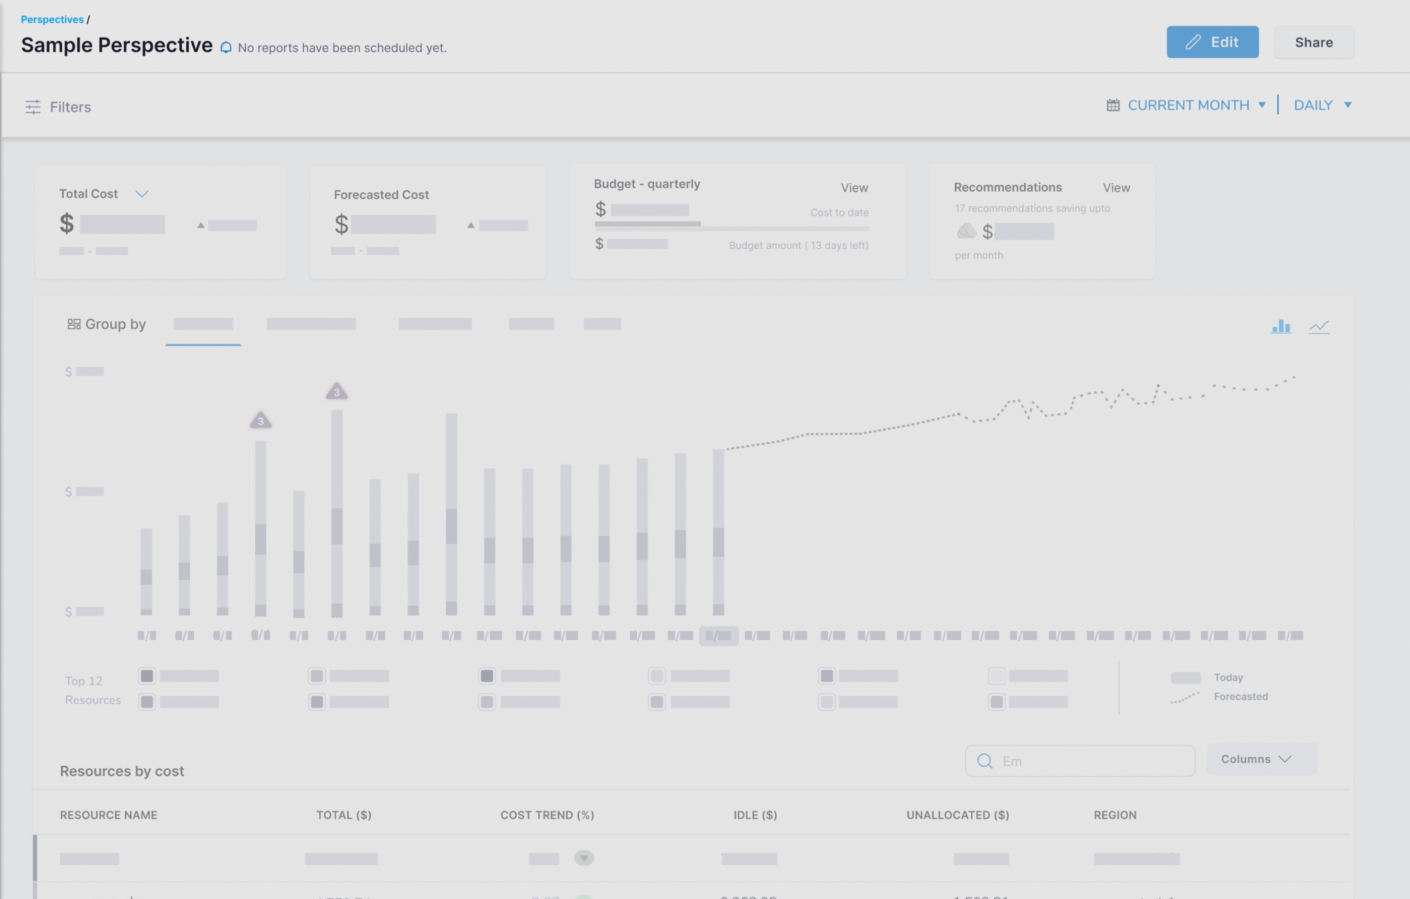 Perspectives /
Sample Perspective No reports have been scheduled yet.
Edit
Share
Filters
CURRENT MONTH
DAILY
Total Cost
$
-
Forecasted Cost
$
-
Budget - quarterly
View
$
Cost to date
$
Budget amount ( 13 days left)
Recommendations
View
17 recommendations saving upto
$
per month
Group by
$
$
$
3
3
Top 12
Resources
Today
Forecasted
Resources by cost
Em
Columns
RESOURCE NAME TOTAL ($) COST TREND (%) IDLE ($) UNALLOCATED ($) REGION